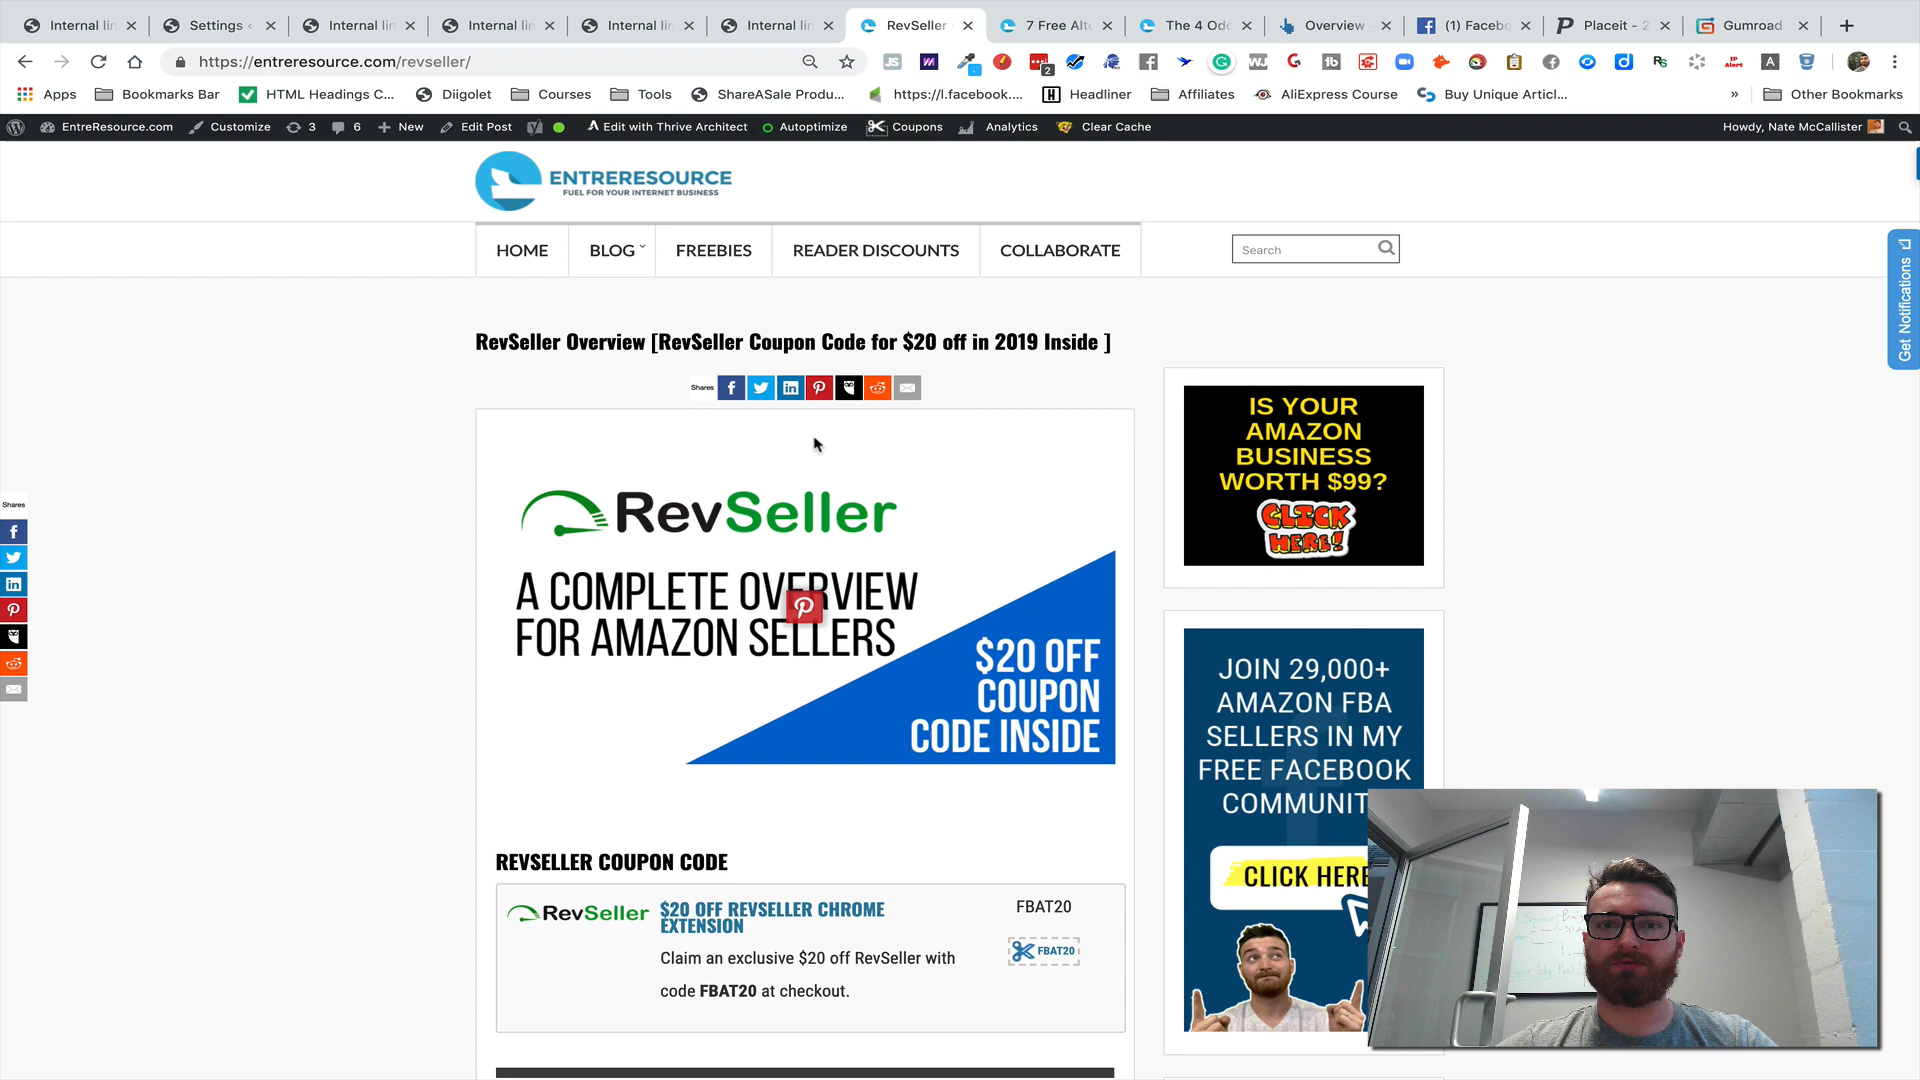 Internal lin
Settings ‹
Internal lin
Internal lin
Internal lin
Internal lin
RevSeller
7 Free Alt
The 4 Odd
Overview
(1) Facebo
Placeit - 2
Gumroad
https://entreresource.com/revseller/
Apps
Bookmarks Bar
HTML Headings C...
Diigolet
Courses
Tools
ShareASale Produ...
https://l.facebook....
Headliner
Affiliates
AliExpress Course
Buy Unique Articl...
»
Other Bookmarks
EntreResource.com
Customize
3
6
New
Edit Post
Edit with Thrive Architect
Autoptimize
Coupons
Analytics
Clear Cache
Howdy, Nate McCallister
ENTRERESOURCE
FUEL FOR YOUR INTERNET BUSINESS
HOME
BLOG
FREEBIES
READER DISCOUNTS
COLLABORATE
Search
Get Notifications
RevSeller Overview [RevSeller Coupon Code for $20 off in 2019 Inside ]
Shares
IS YOUR
AMAZON
BUSINESS
WORTH $99?
CLICK
HERE!
RevSeller
A COMPLETE OVERVIEW
FOR AMAZON SELLERS
$20 OFF
COUPON
CODE INSIDE
Shares
JOIN 29,000+
AMAZON FBA
SELLERS IN MY
FREE FACEBOOK
COMMUNIT
CLICK HERE
REVSELLER COUPON CODE
RevSeller
$20 OFF REVSELLER CHROME
EXTENSION
Claim an exclusive $20 off RevSeller with
code FBAT20 at checkout.
FBAT20
FBAT20